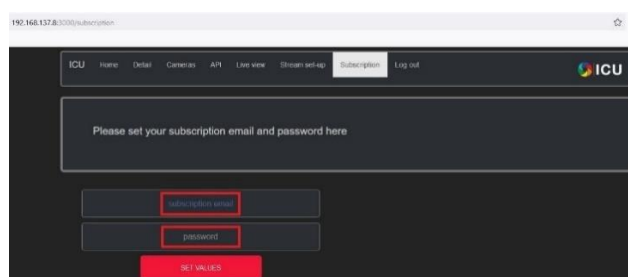 192.168.137.8:3000/subscription
ICU Home Detail Cameras API Live view Stream set-up Subscription Log out ICU
Please set your subscription email and password here
subscription email
password
SET VALUES